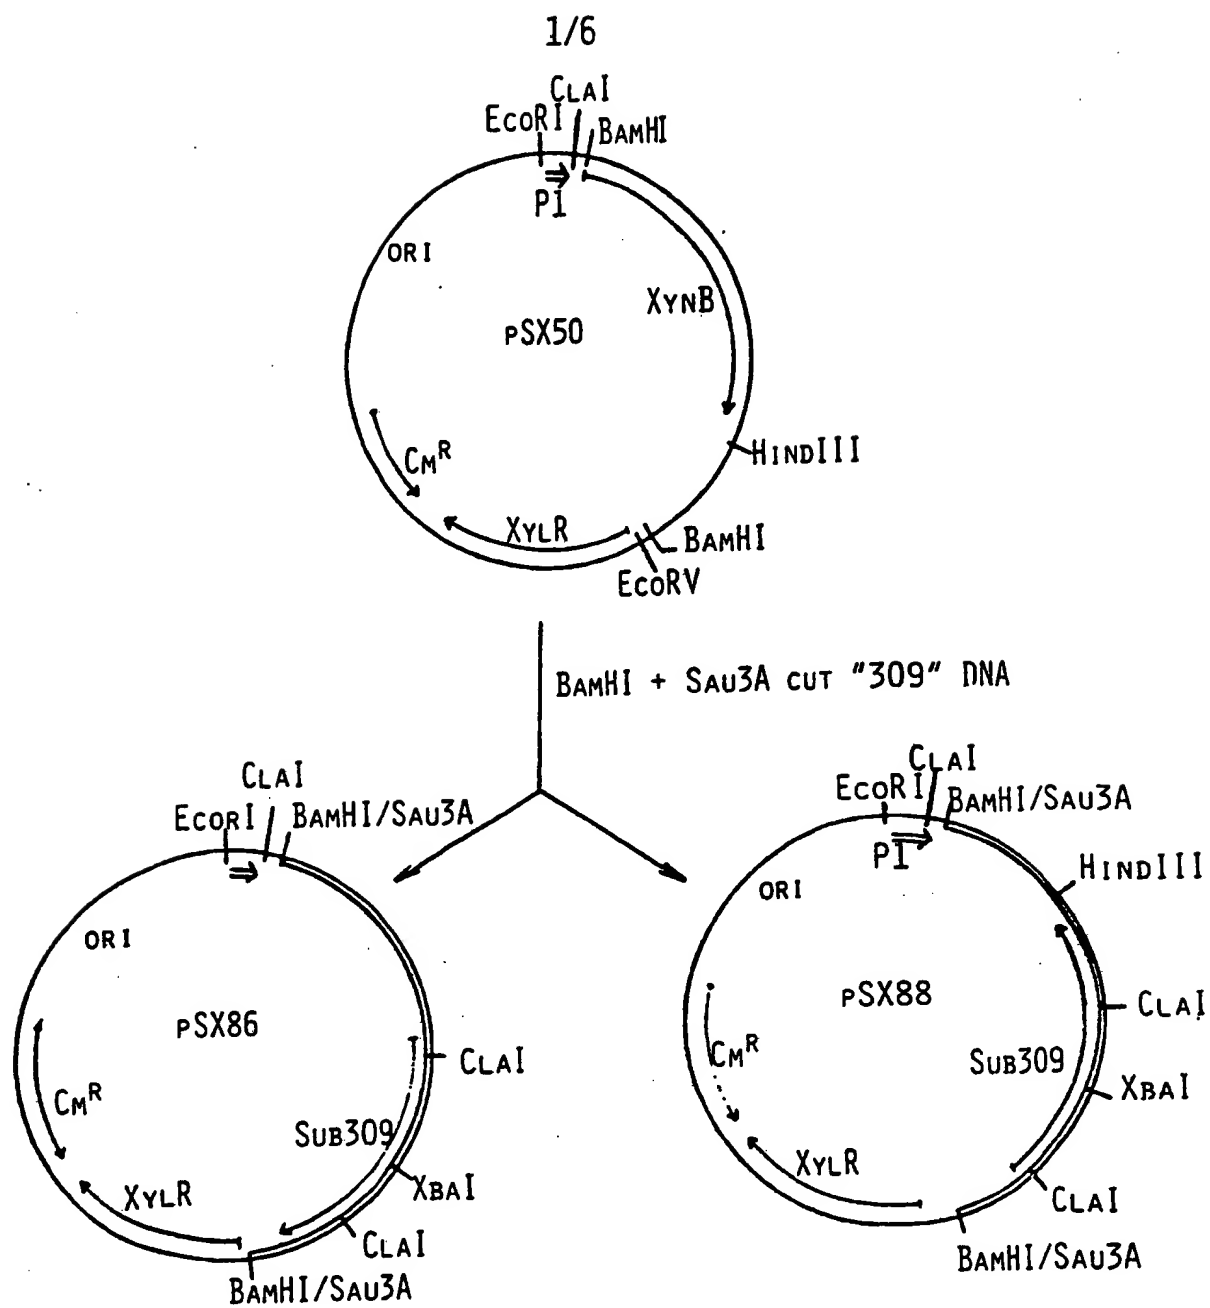 1/6
ClaI
EcoRI
BamHI
P1
ORI
XynB
pSX50
CmR
HindIII
XylR
BamHI
EcoRV
BamHI + Sau3A cut "309" DNA
ClaI
EcoRI
BamHI/Sau3A
ORI
pSX86
ClaI
CmR
Sub309
XbaI
XylR
ClaI
BamHI/Sau3A
ClaI
EcoRI
BamHI/Sau3A
P1
HindIII
ORI
pSX88
ClaI
CmR
Sub309
XbaI
XylR
ClaI
BamHI/Sau3A